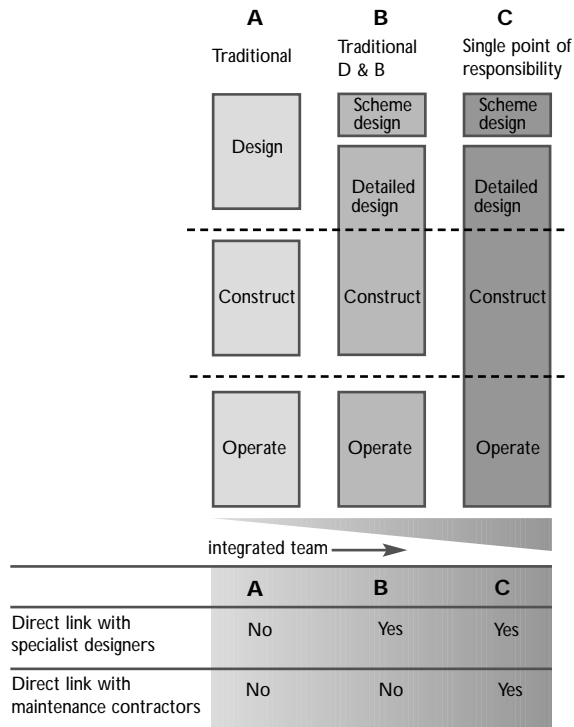 A B C
Traditional
Traditional
D & B
Single point of
responsibility
Design
Scheme
design
Scheme
design
Detailed
design
Detailed
design
Construct Construct Construct
Operate Operate Operate
integrated team
A B C
Direct link with
specialist designers
No Yes Yes
Direct link with
maintenance contractors
No No Yes